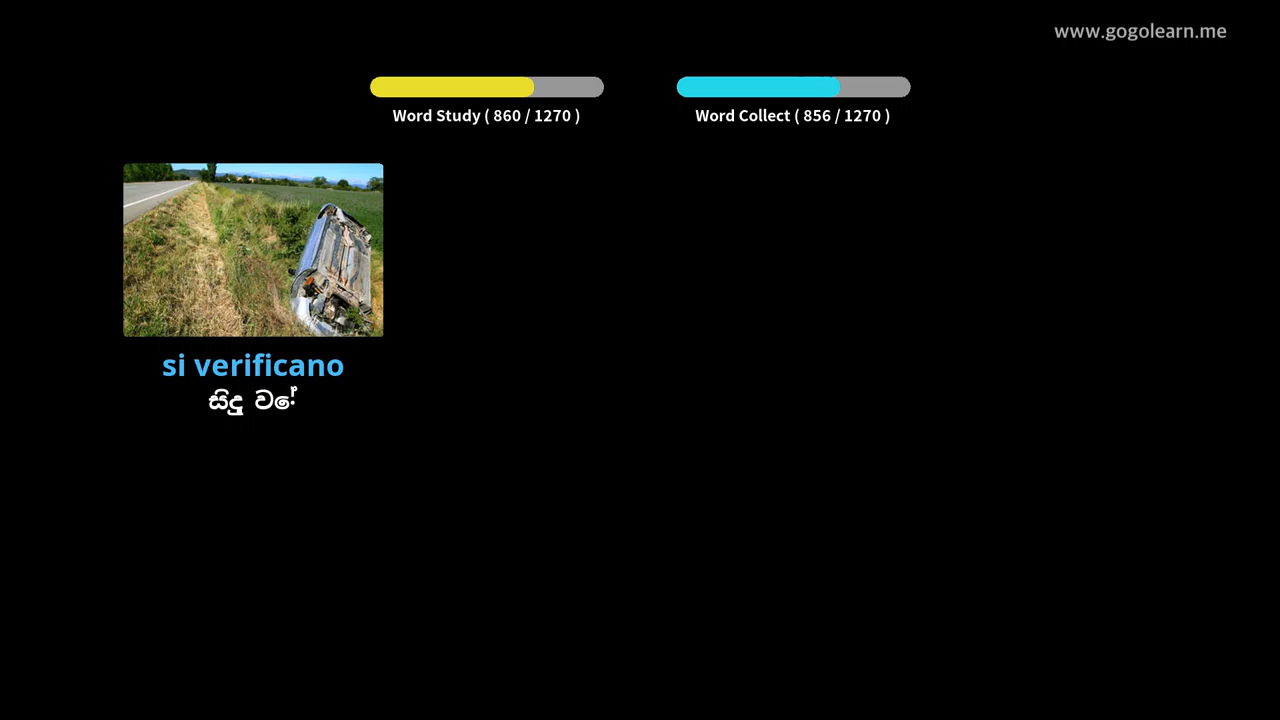 www.gogolearn.me
Word Study ( 860 / 1270 )
Word Collect ( 856 / 1270 )
si verificano
සිදු වේ.